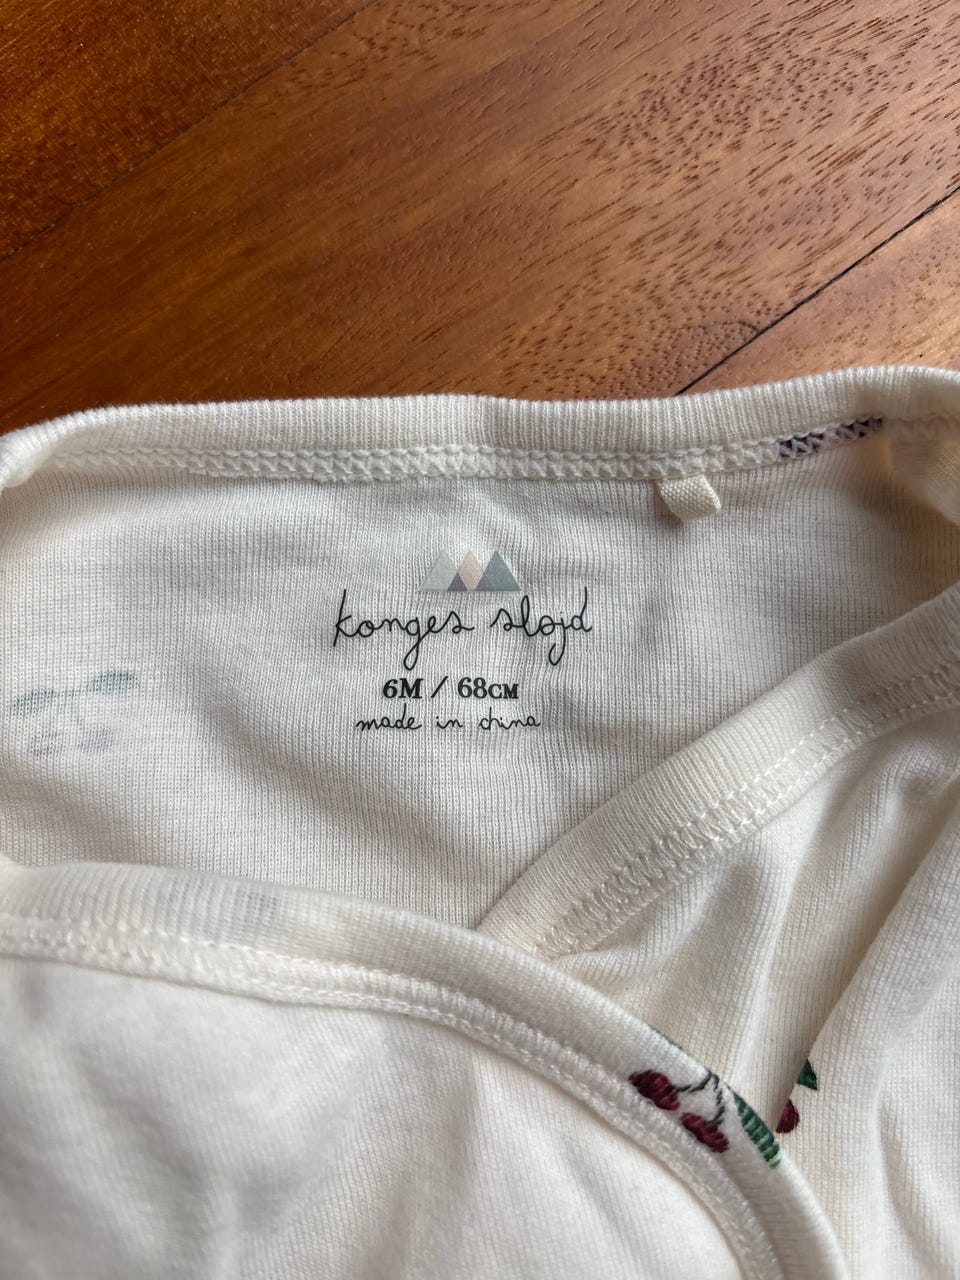 konges sløjd
6M / 68CM
made in china